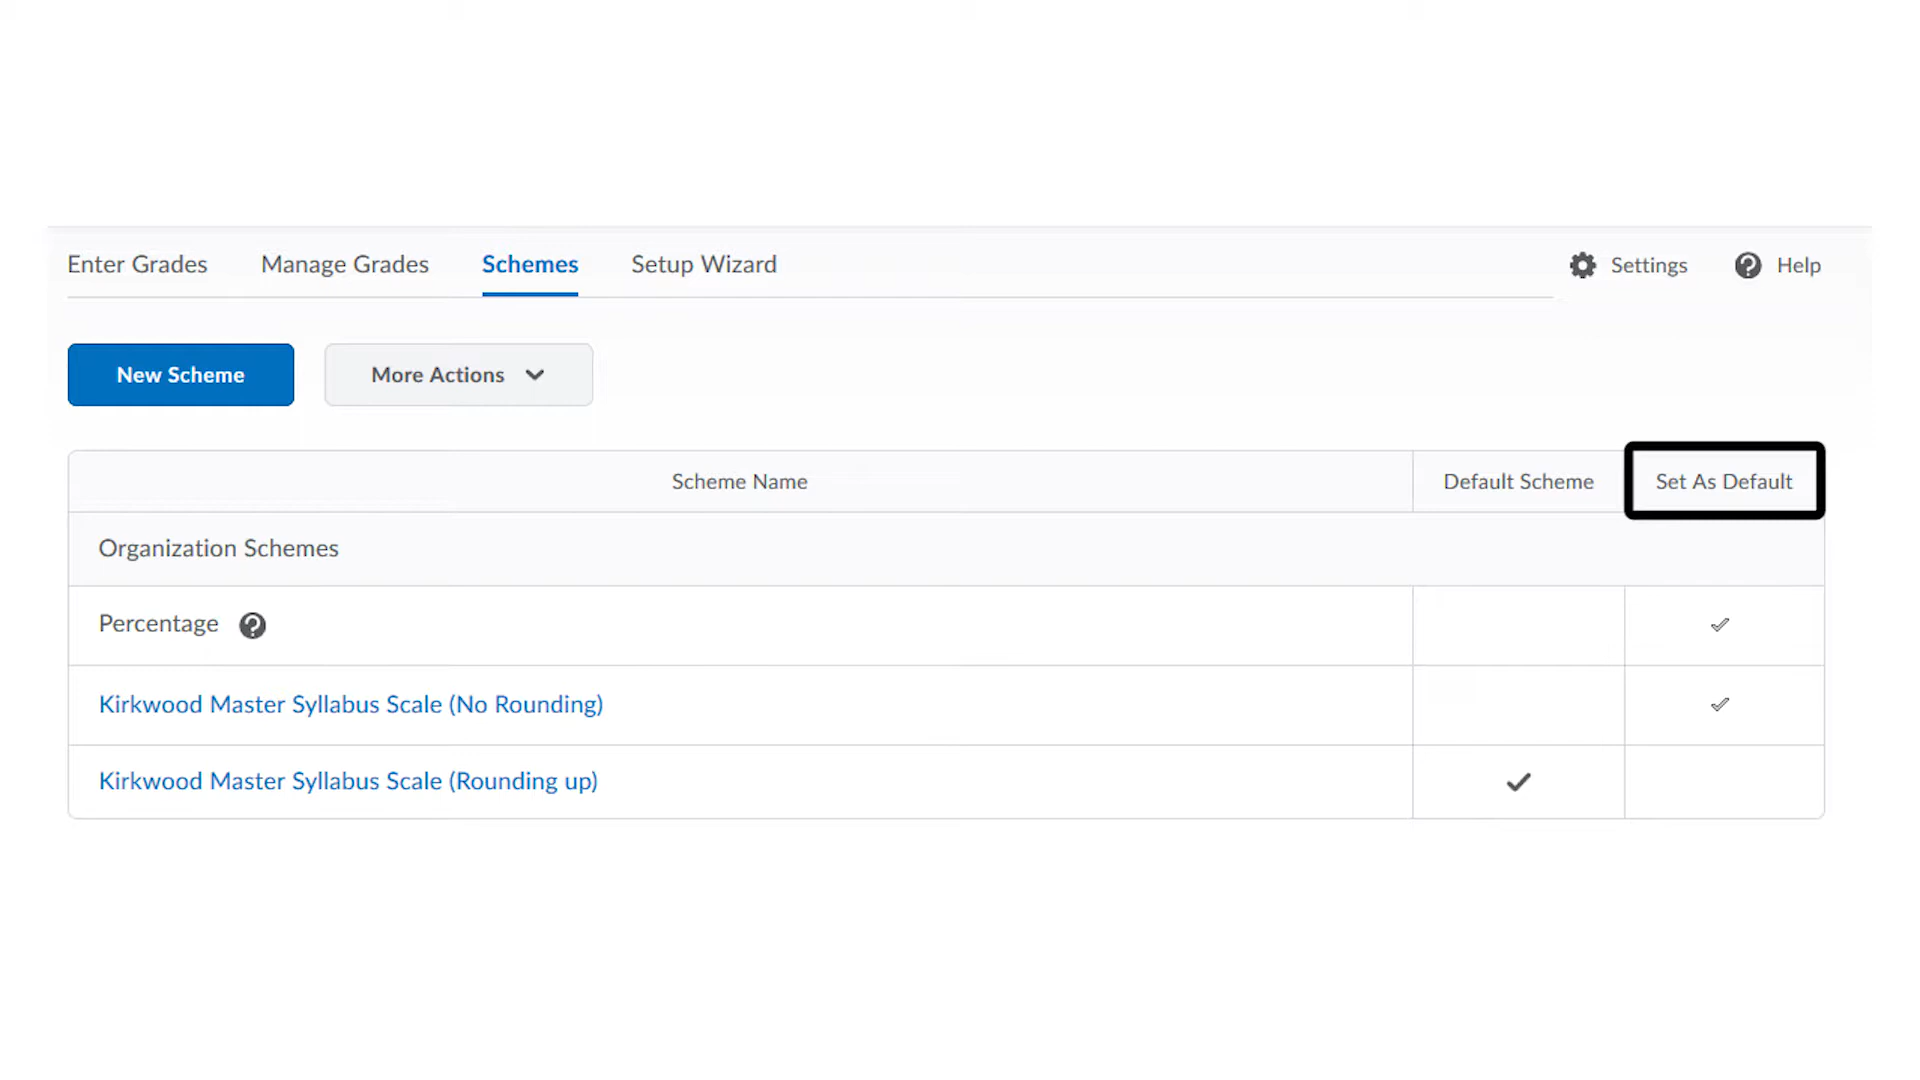 Enter Grades Manage Grades Schemes Setup Wizard Settings Help
New Scheme More Actions
Scheme Name Default Scheme Set As Default
Organization Schemes
Percentage
Kirkwood Master Syllabus Scale (No Rounding)
Kirkwood Master Syllabus Scale (Rounding up)